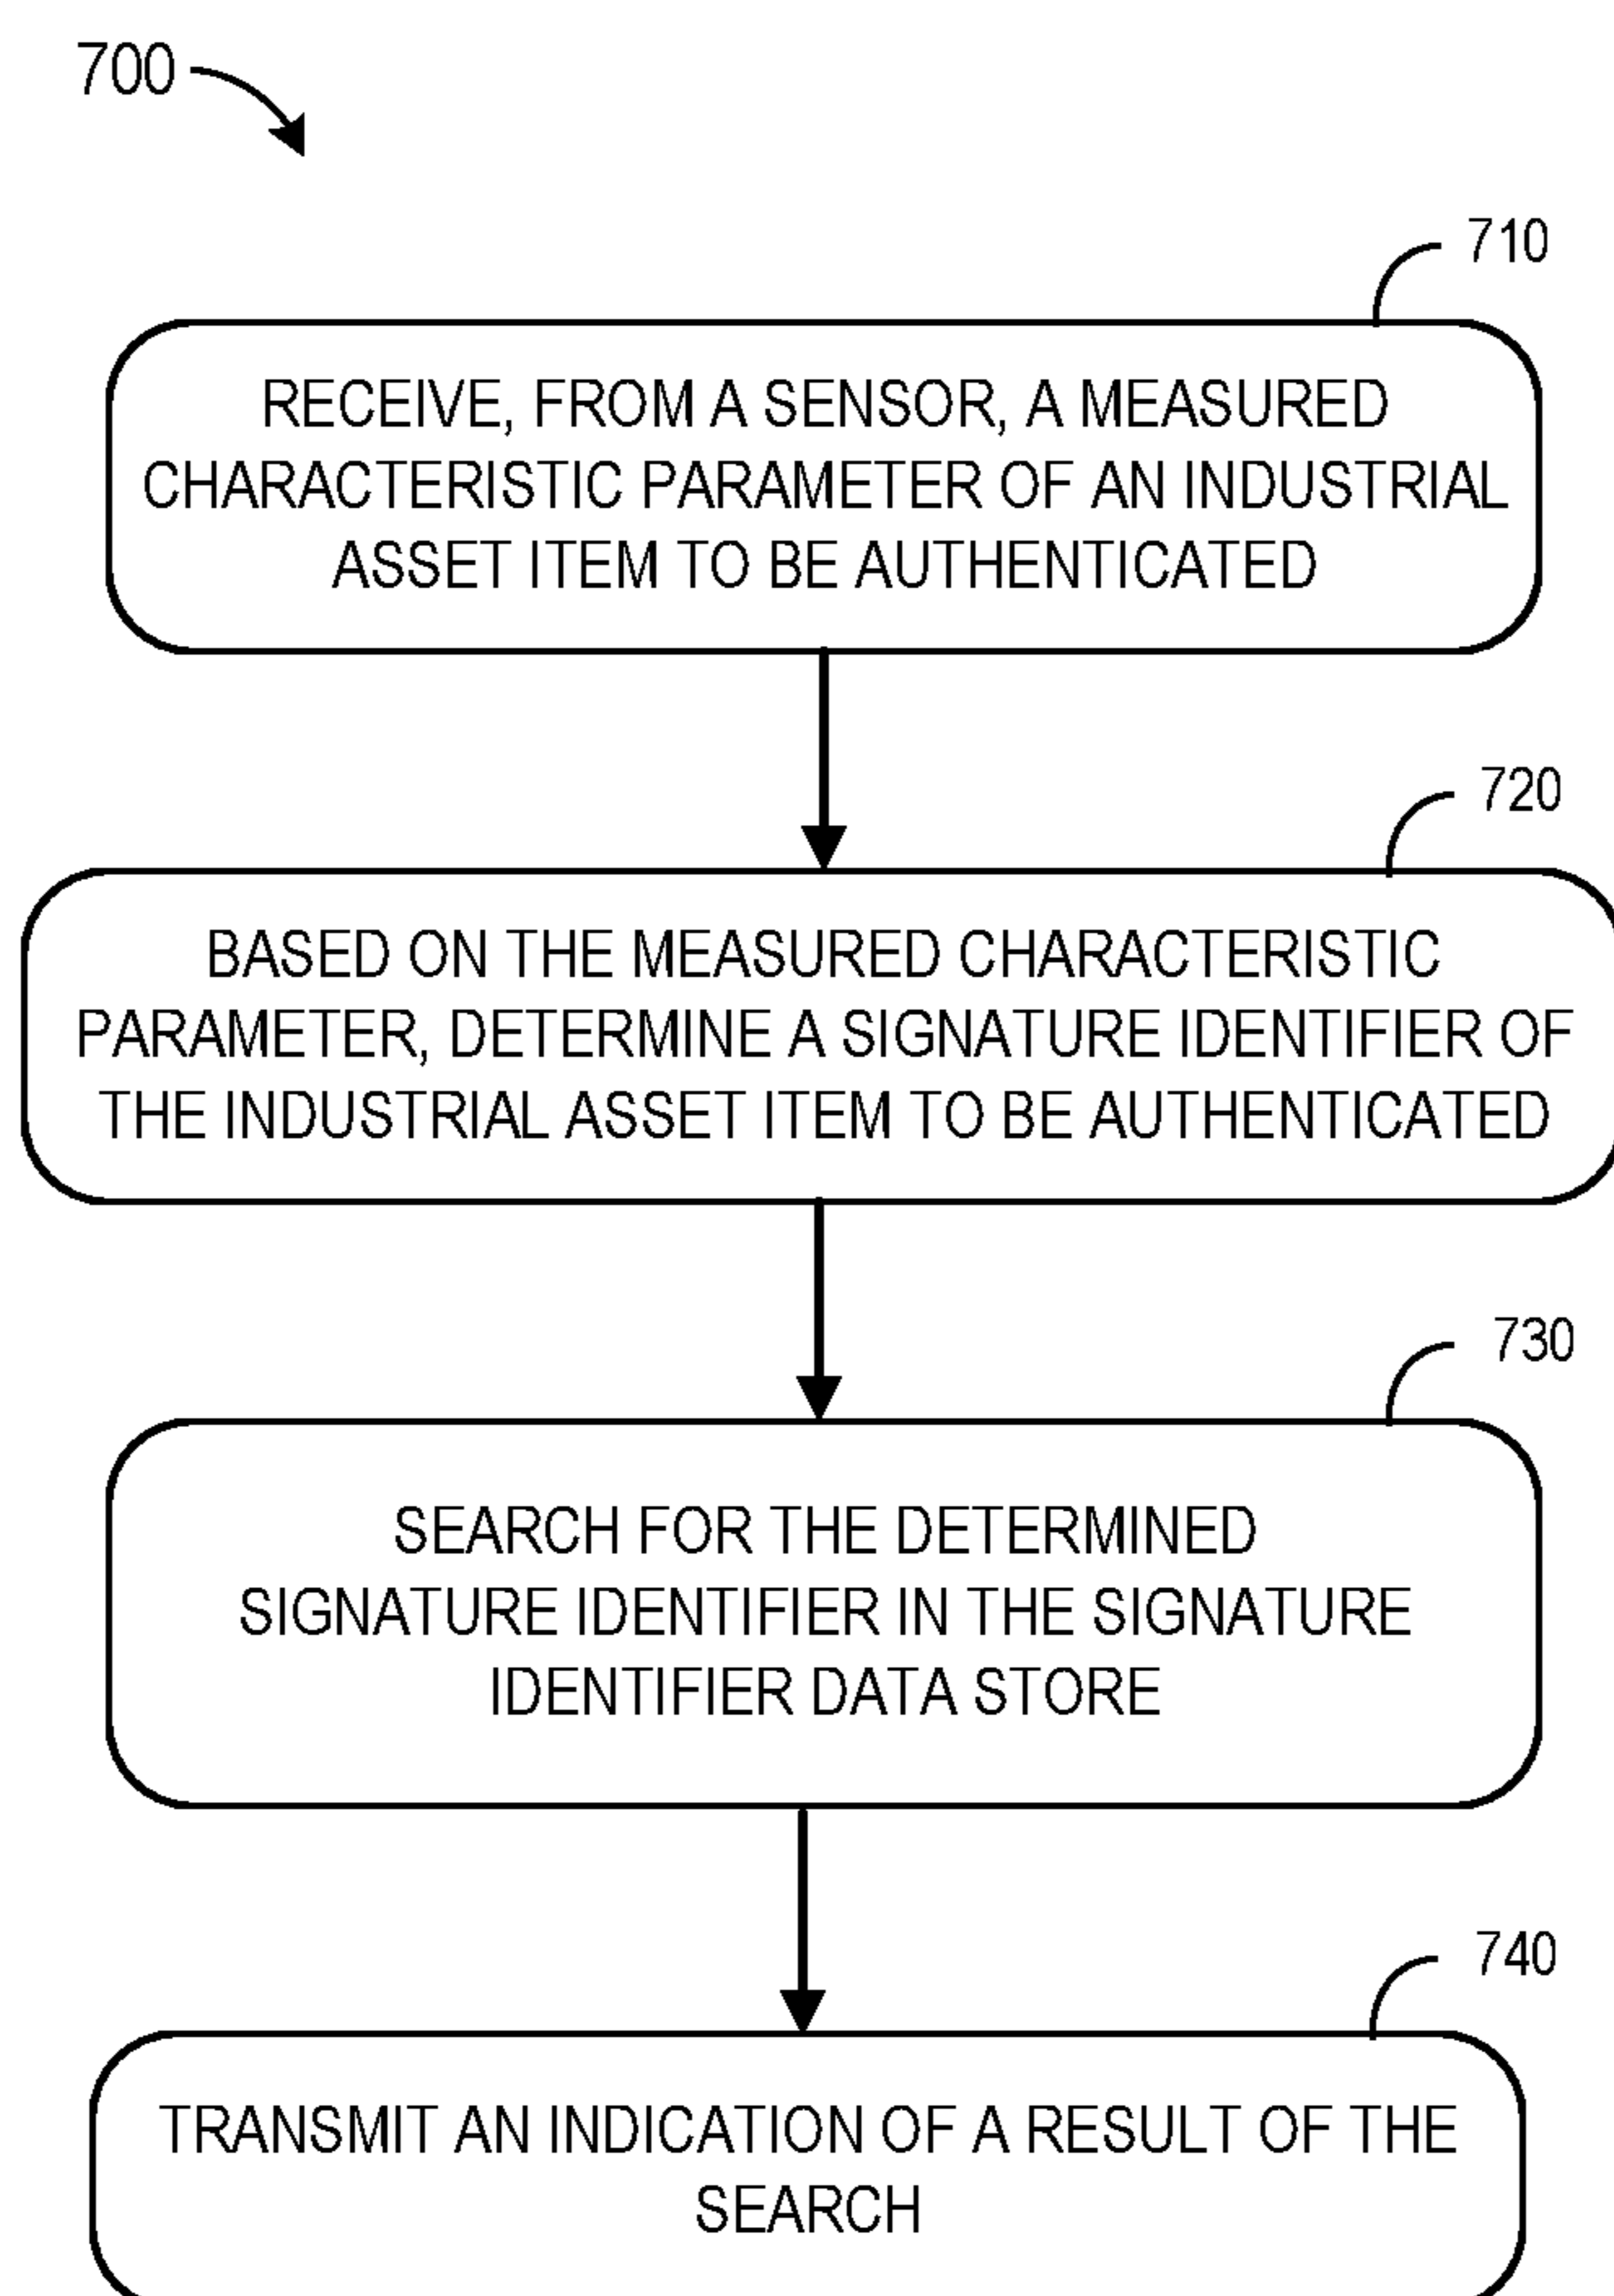 700
710
RECEIVE, FROM A SENSOR, A MEASURED
CHARACTERISTIC PARAMETER OF AN INDUSTRIAL
ASSET ITEM TO BE AUTHENTICATED
720
BASED ON THE MEASURED CHARACTERISTIC
PARAMETER, DETERMINE A SIGNATURE IDENTIFIER OF
THE INDUSTRIAL ASSET ITEM TO BE AUTHENTICATED
730
SEARCH FOR THE DETERMINED
SIGNATURE IDENTIFIER IN THE SIGNATURE
IDENTIFIER DATA STORE
740
TRANSMIT AN INDICATION OF A RESULT OF THE
SEARCH